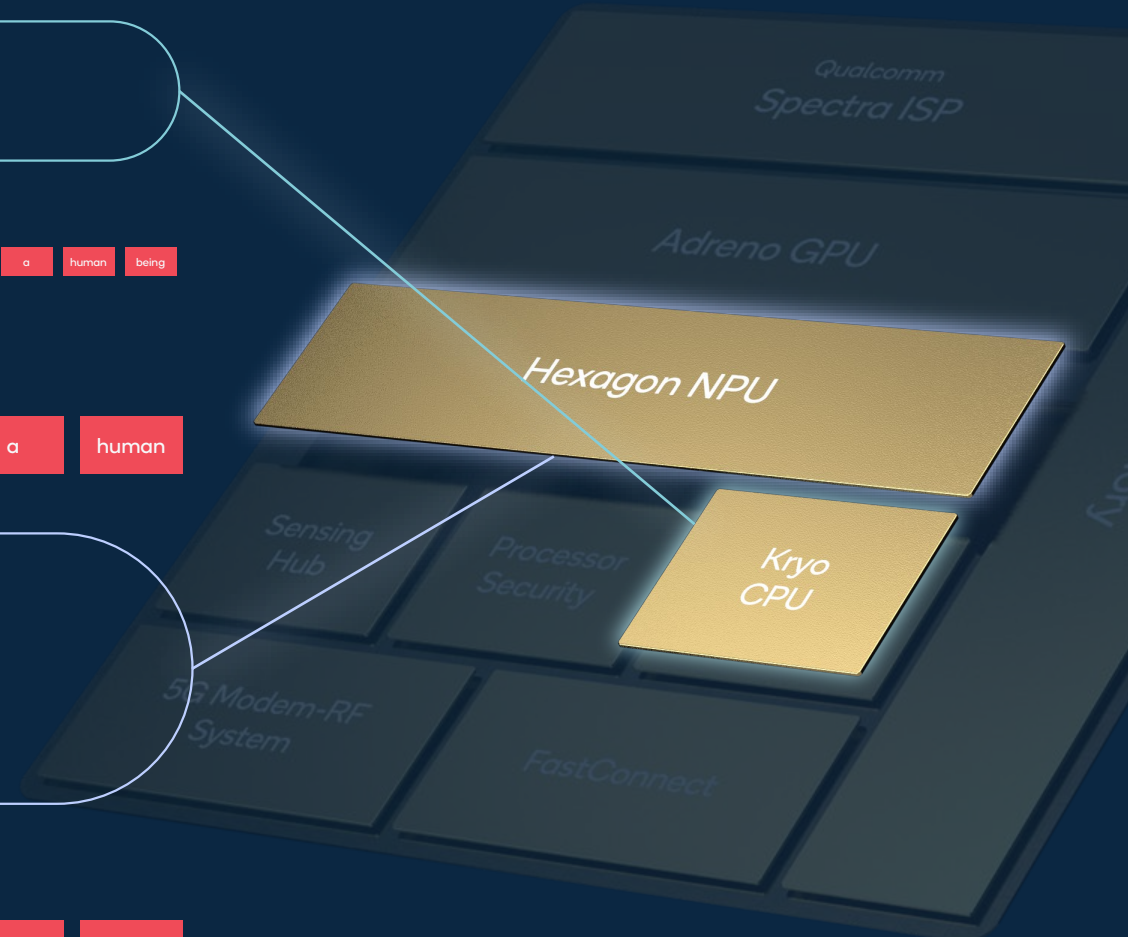 Qualcomm
Spectra ISP
Adreno GPU
a human being
Hexagon NPU
a human
Sensing
Hub
Processor
Security
Kryo
CPU
5G Modem-RF
System
FastConnect